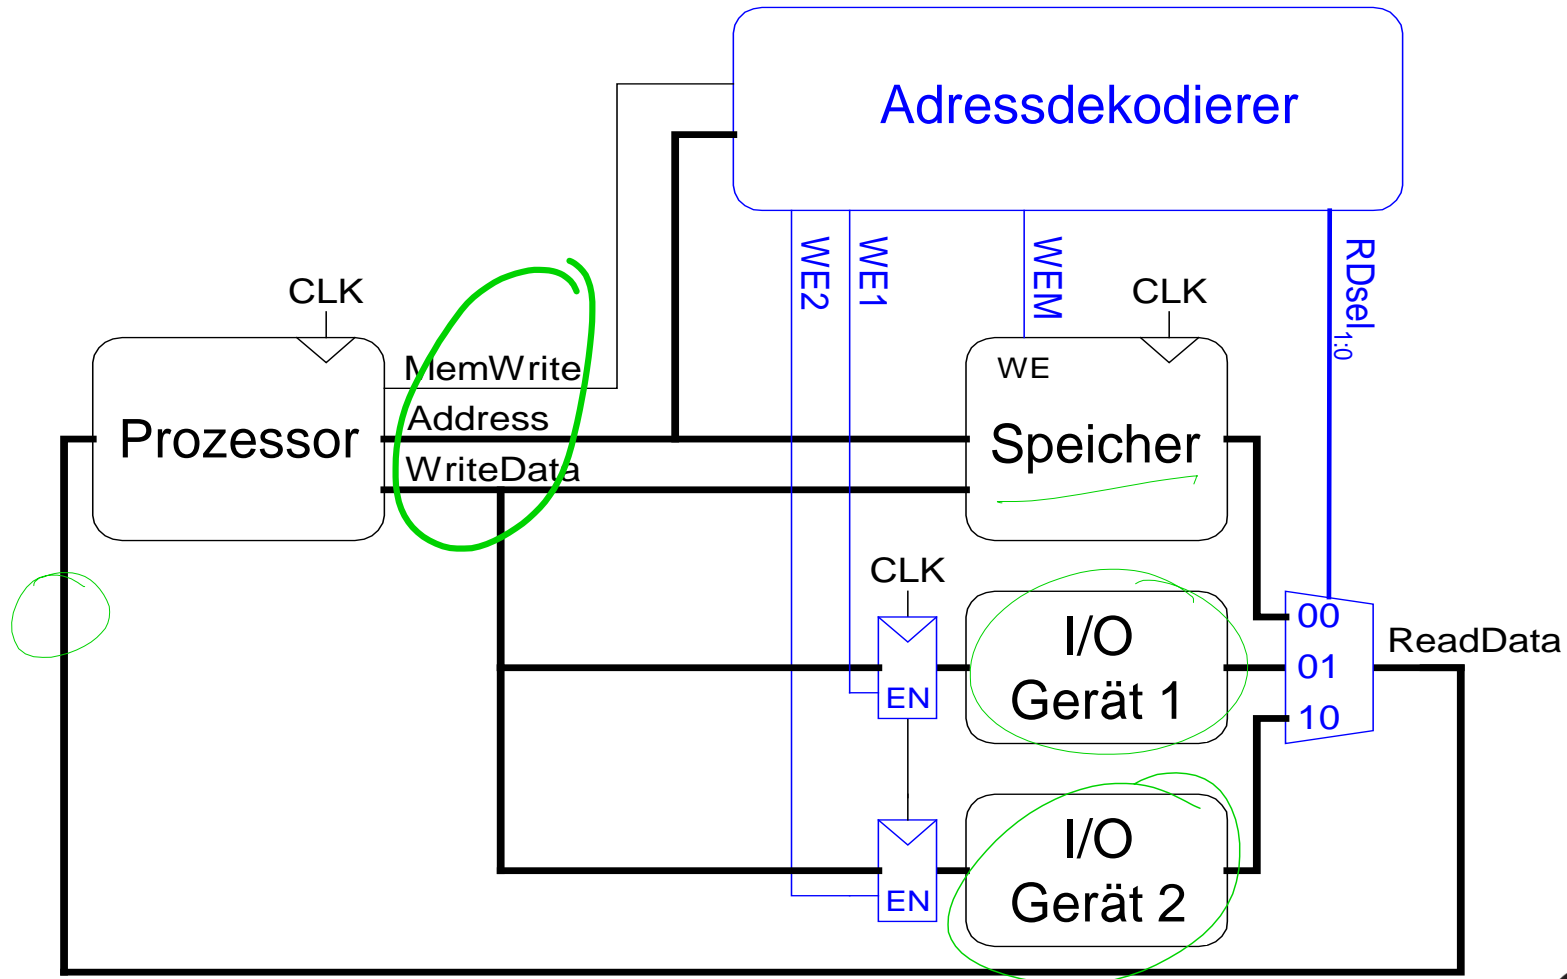 Adressdekodierer
WE2
WE1
WEM
RDsel1:0
CLK
CLK
MemWrite
WE
Address
Prozessor
Speicher
WriteData
CLK
I/O
Gerät 1
EN
00
01
10
ReadData
I/O
Gerät 2
EN